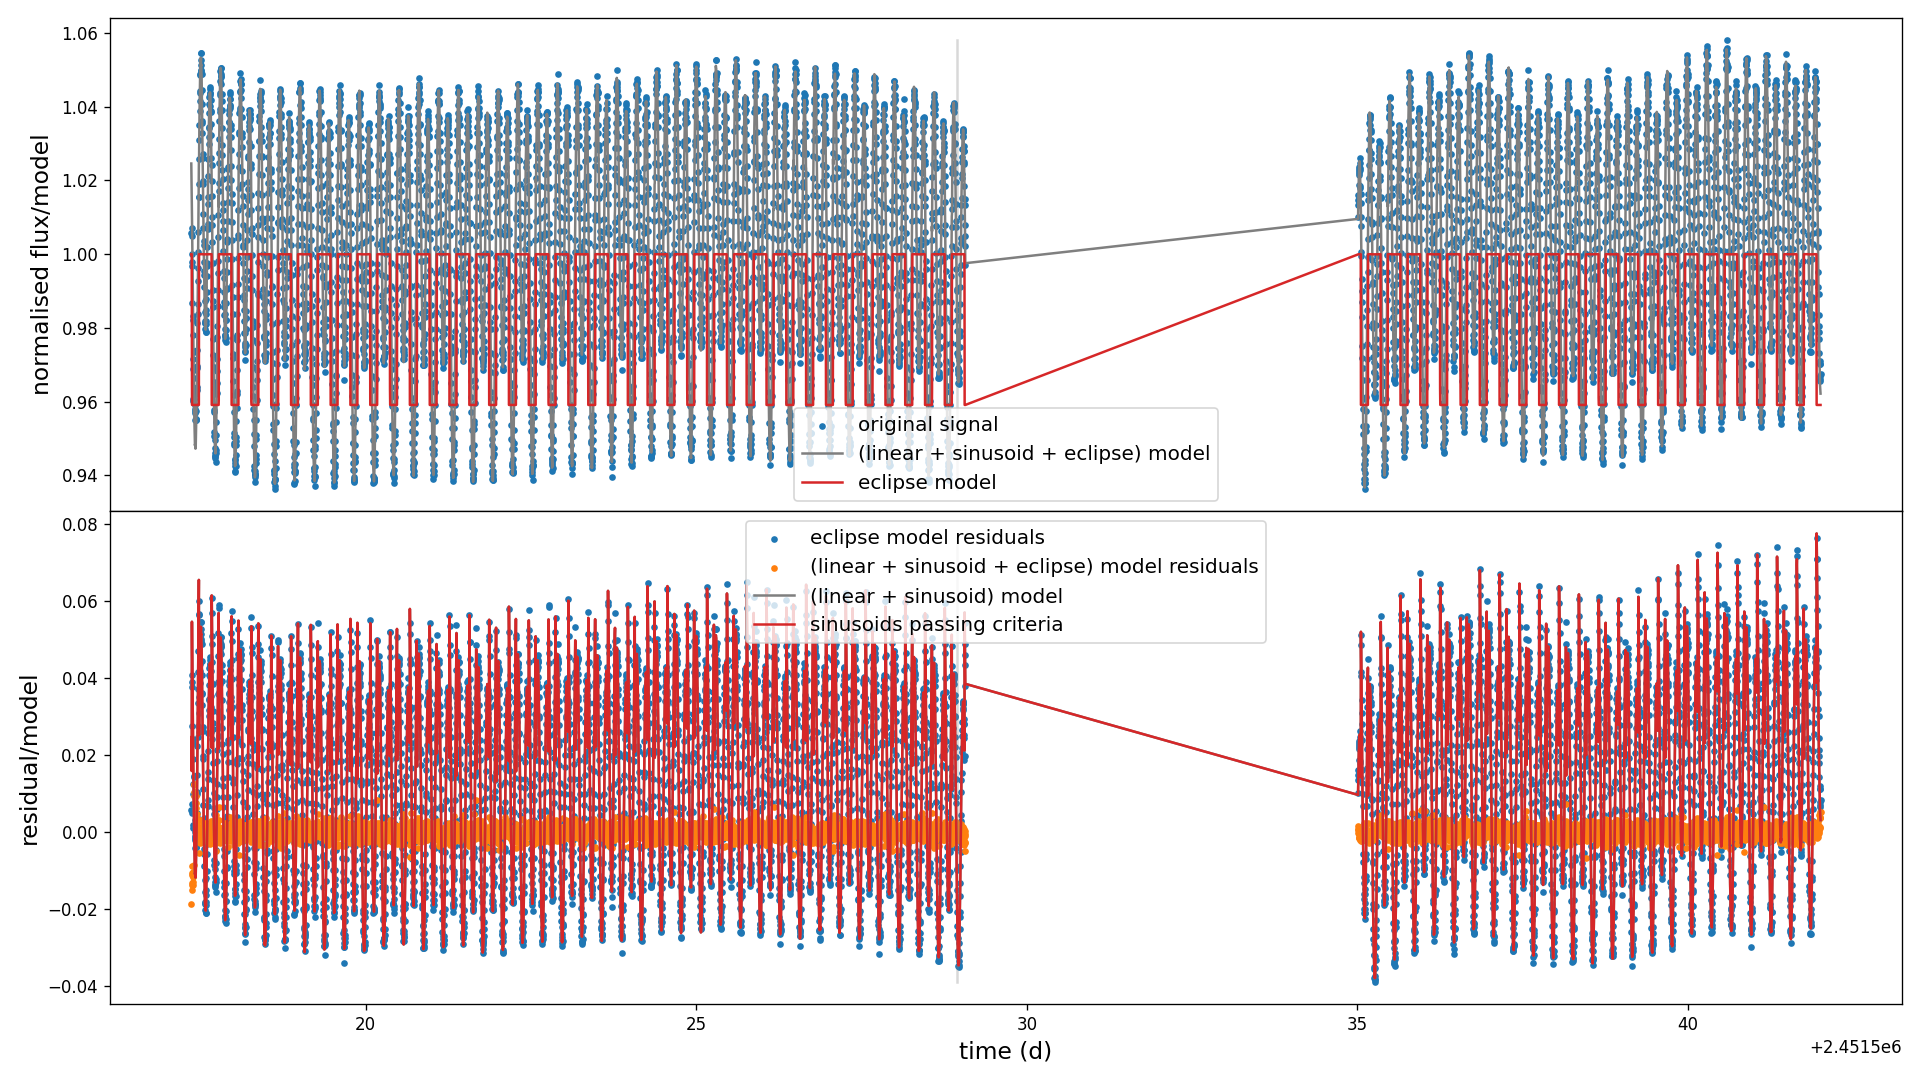 normalised flux/model
1.06
1.04
1.02
1.00
0.98
0.96
0.94
original signal
(linear + sinusoid + eclipse) model
eclipse model
residual/model
0.08
0.06
0.04
0.02
0.00
−0.02
−0.04
eclipse model residuals
(linear + sinusoid + eclipse) model residuals
(linear + sinusoid) model
sinusoids passing criteria
20 25 30 35 40
time (d)
+2.4515e6